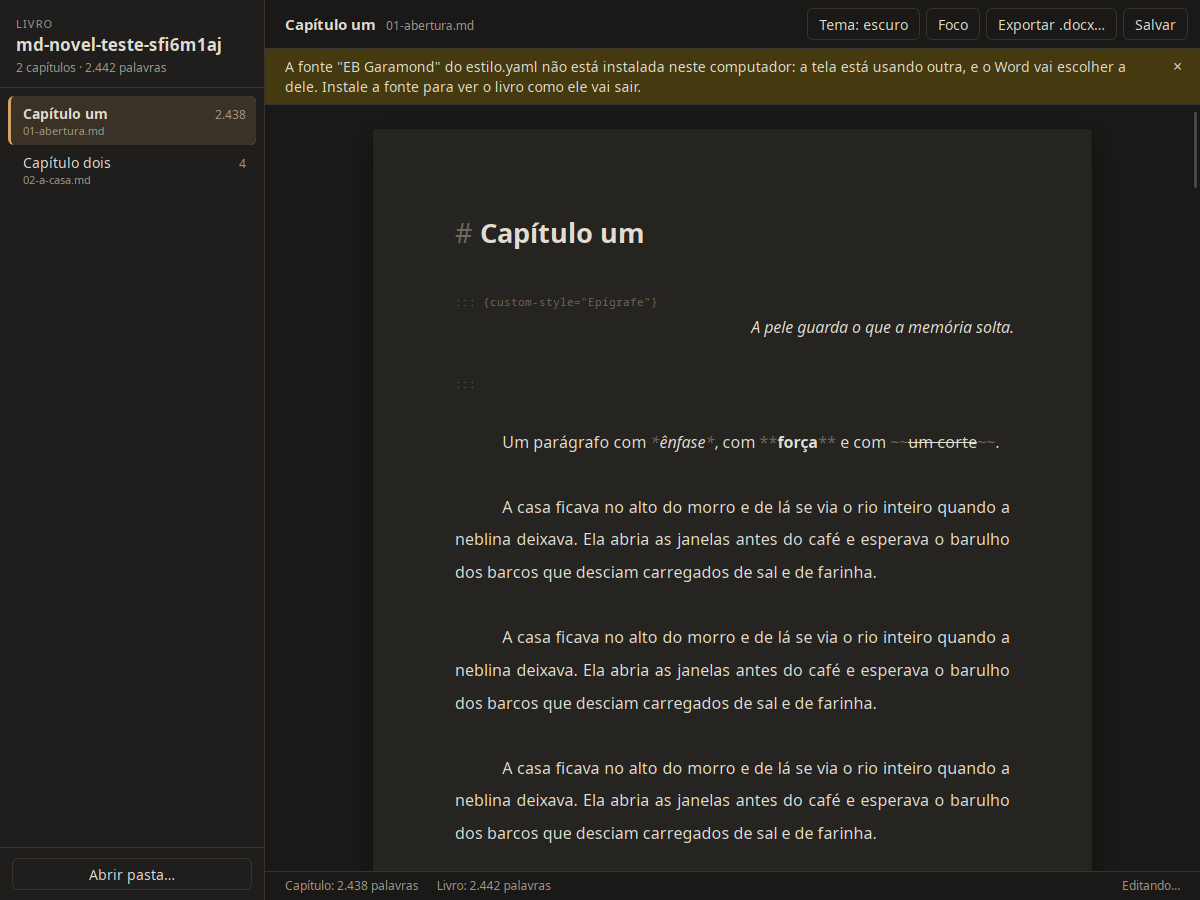 LIVRO
md-novel-teste-sfi6m1aj
2 capítulos · 2.442 palavras
Capítulo um 2.438
01-abertura.md
Capítulo dois 4
02-a-casa.md
Abrir pasta...
Capítulo um 01-abertura.md
Tema: escuro Foco Exportar .docx... Salvar
A fonte "EB Garamond" do estilo.yaml não está instalada neste computador: a tela está usando outra, e o Word vai escolher a ×
dele. Instale a fonte para ver o livro como ele vai sair.
# Capítulo um
::: {custom-style="Epígrafe"}
A pele guarda o que a memória solta.
:::
Um parágrafo com *ênfase*, com **força** e com ~~um corte~~.
A casa ficava no alto do morro e de lá se via o rio inteiro quando a
neblina deixava. Ela abria as janelas antes do café e esperava o barulho
dos barcos que desciam carregados de sal e de farinha.
A casa ficava no alto do morro e de lá se via o rio inteiro quando a
neblina deixava. Ela abria as janelas antes do café e esperava o barulho
dos barcos que desciam carregados de sal e de farinha.
A casa ficava no alto do morro e de lá se via o rio inteiro quando a
neblina deixava. Ela abria as janelas antes do café e esperava o barulho
dos barcos que desciam carregados de sal e de farinha.
Capítulo: 2.438 palavras Livro: 2.442 palavras Editando...